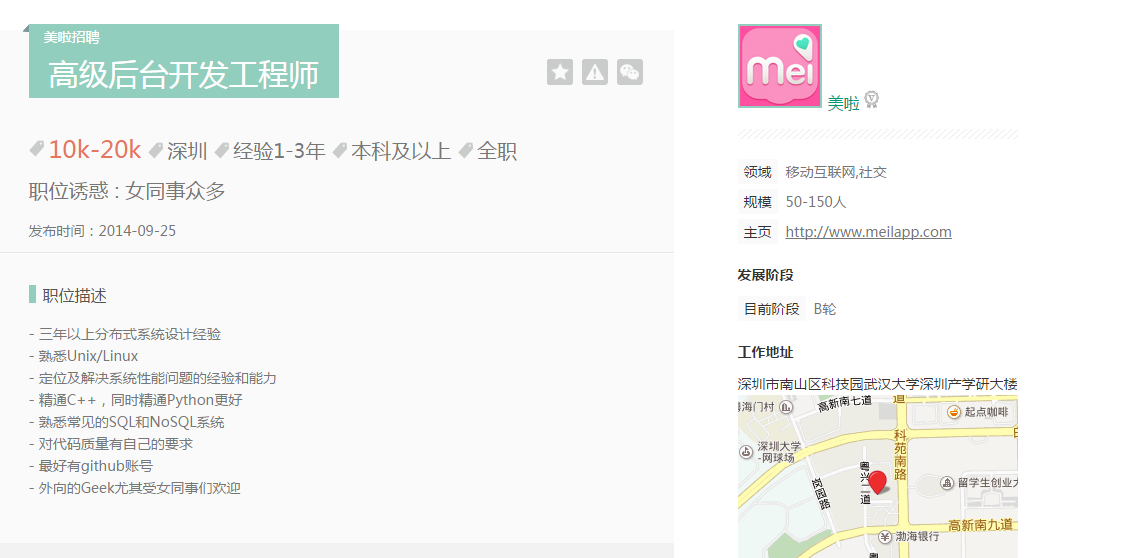 美啦招聘
高级后台开发工程师
10k-20k 深圳 经验1-3年 本科及以上 全职
职位诱惑 : 女同事众多
发布时间：2014-09-25
职位描述
- 三年以上分布式系统设计经验
- 熟悉Unix/Linux
- 定位及解决系统性能问题的经验和能力
- 精通C++，同时精通Python更好
- 熟悉常见的SQL和NoSQL系统
- 对代码质量有自己的要求
- 最好有github账号
- 外向的Geek尤其受女同事们欢迎
mei
美啦
领域 移动互联网,社交
规模 50-150人
主页 http://www.meilapp.com
发展阶段
目前阶段 B轮
工作地址
深圳市南山区科技园武汉大学深圳产学研大楼
海门村
高新南七道
道
起点咖啡
深圳大学
-网球场
科苑南路
粤兴二道
岗园路
留学生创业大
高新南九道
渤海银行
粤